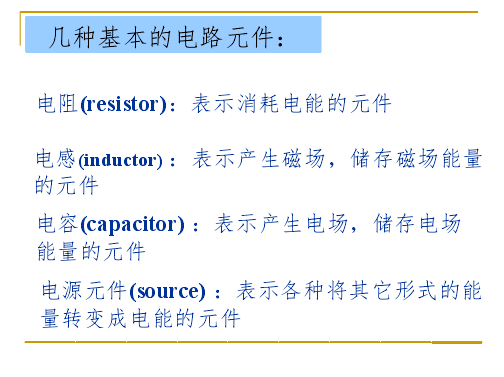 几种基本的电路元件：
电阻(resistor)：表示消耗电能的元件
电感(inductor) ：表示产生磁场，储存磁场能量
的元件
电容(capacitor) ：表示产生电场，储存电场
能量的元件
电源元件(source) ：表示各种将其它形式的能
量转变成电能的元件